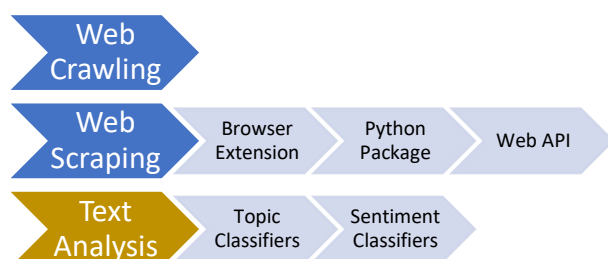 Web
Crawling
Web
Scraping
Browser
Extension
Python
Package
Web API
Text
Analysis
Topic
Classifiers
Sentiment
Classifiers